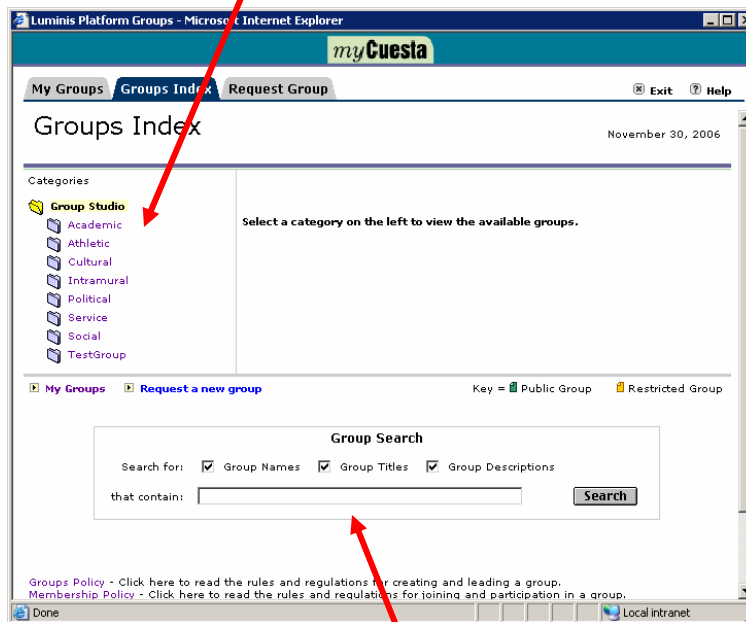 Luminis Platform Groups - Microsoft Internet Explorer
myCuesta
My Groups Groups Index Request Group Exit Help
Groups Index
November 30, 2006
Categories
Group Studio
Academic
Select a category on the left to view the available groups.
Athletic
Cultural
Intramural
Political
Service
Social
TestGroup
My Groups Request a new group Key = Public Group Restricted Group
Group Search
Search for: Group Names Group Titles Group Descriptions
that contain: Search
Groups Policy - Click here to read the rules and regulations for creating and leading a group.
Membership Policy - Click here to read the rules and regulations for joining and participation in a group.
Done Local intranet